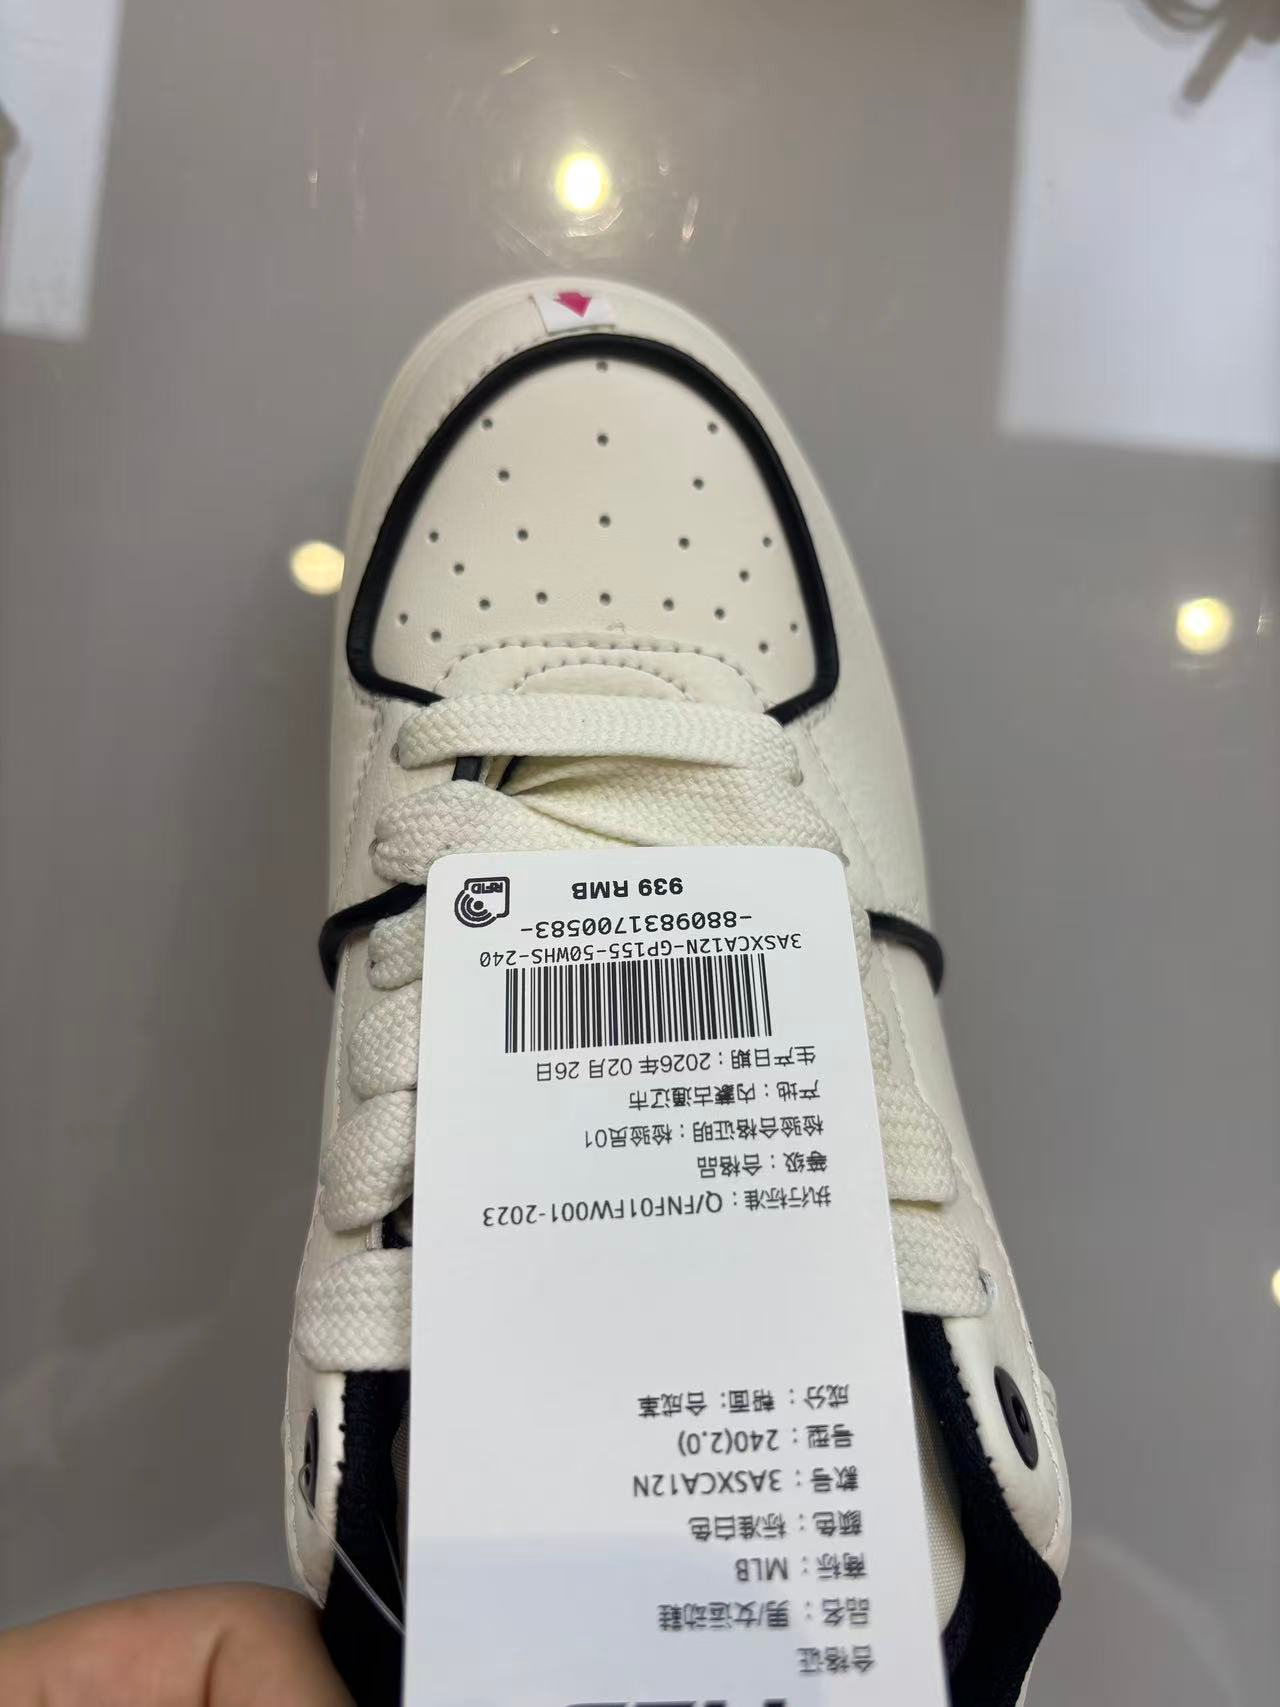 合格证
品名：男/女运动鞋
商标：MLB
颜色：标准白色
款号：3ASXCA12N
号型：240(2.0)
成分：帮面：合成革
执行标准：Q/FNF01FW001-2023
等级：合格品
检验合格证明：检验员01
产地：内蒙古通辽市
生产日期：2026年 02月 26日
3ASXCA12N-GP155-50WHS-240
-8809831700583-
939 RMB
RFID